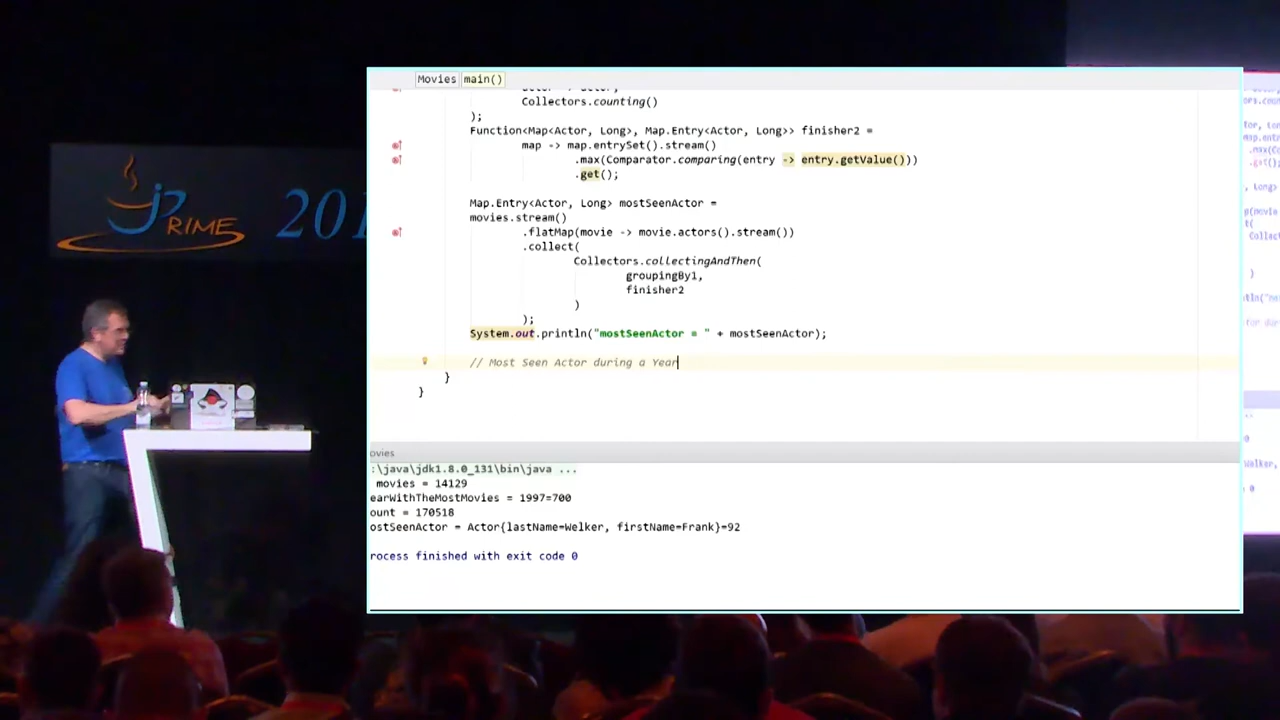 Movies main()
Collectors.counting()
);
Function<Map<Actor, Long>, Map.Entry<Actor, Long>> finisher2 =
map -> map.entrySet().stream()
.max(Comparator.comparing(entry -> entry.getValue()))
.get();
Map.Entry<Actor, Long> mostSeenActor =
movies.stream()
.flatMap(movie -> movie.actors().stream())
.collect(
Collectors.collectingAndThen(
groupingBy1,
finisher2
)
);
System.out.println("mostSeenActor = " + mostSeenActor);
// Most Seen Actor during a Year
}
}
JPRIME 201
ovies
:\java\jdk1.8.0_131\bin\java ...
movies = 14129
earWithTheMostMovies = 1997=700
ount = 170518
ostSeenActor = Actor{lastName=Welker, firstName=Frank}=92
rocess finished with exit code 0